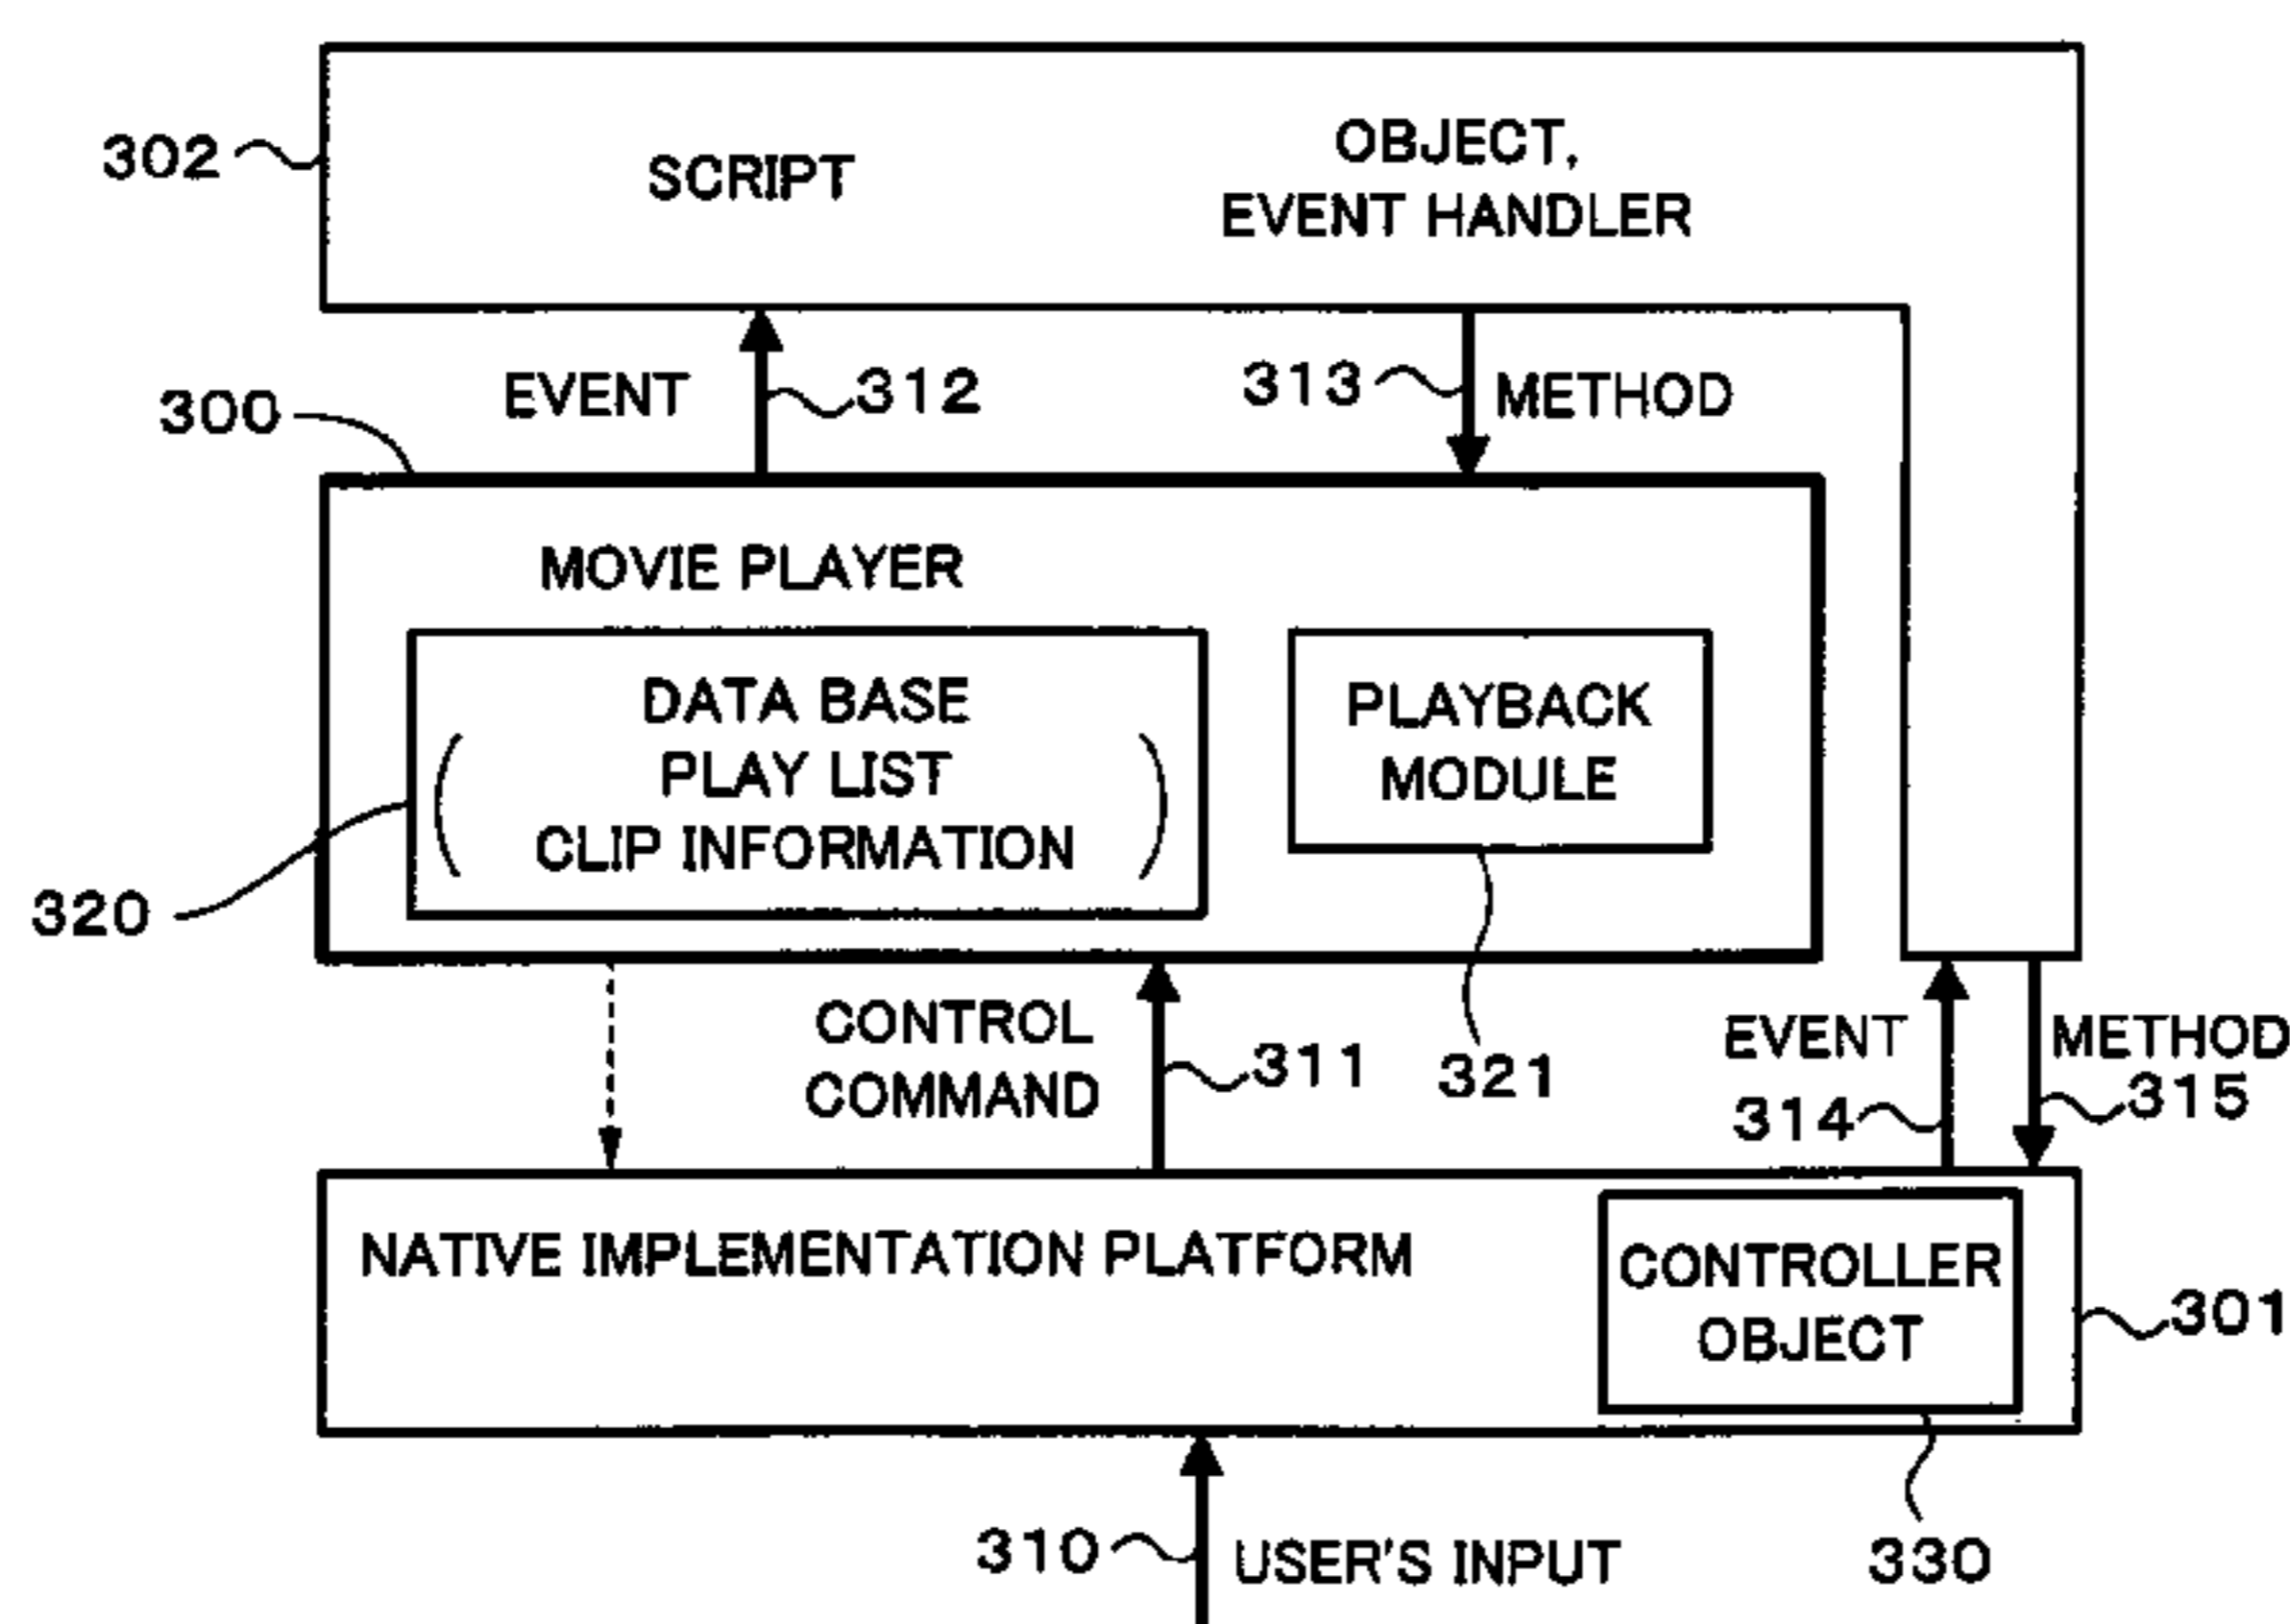 302
SCRIPT
OBJECT,
EVENT HANDLER
300
EVENT
312
313
METHOD
MOVIE PLAYER
DATA BASE
PLAY LIST
CLIP INFORMATION
PLAYBACK
MODULE
320
CONTROL
COMMAND
311
321
EVENT
314
METHOD
315
NATIVE IMPLEMENTATION PLATFORM
CONTROLLER
OBJECT
301
310
USER'S INPUT
330